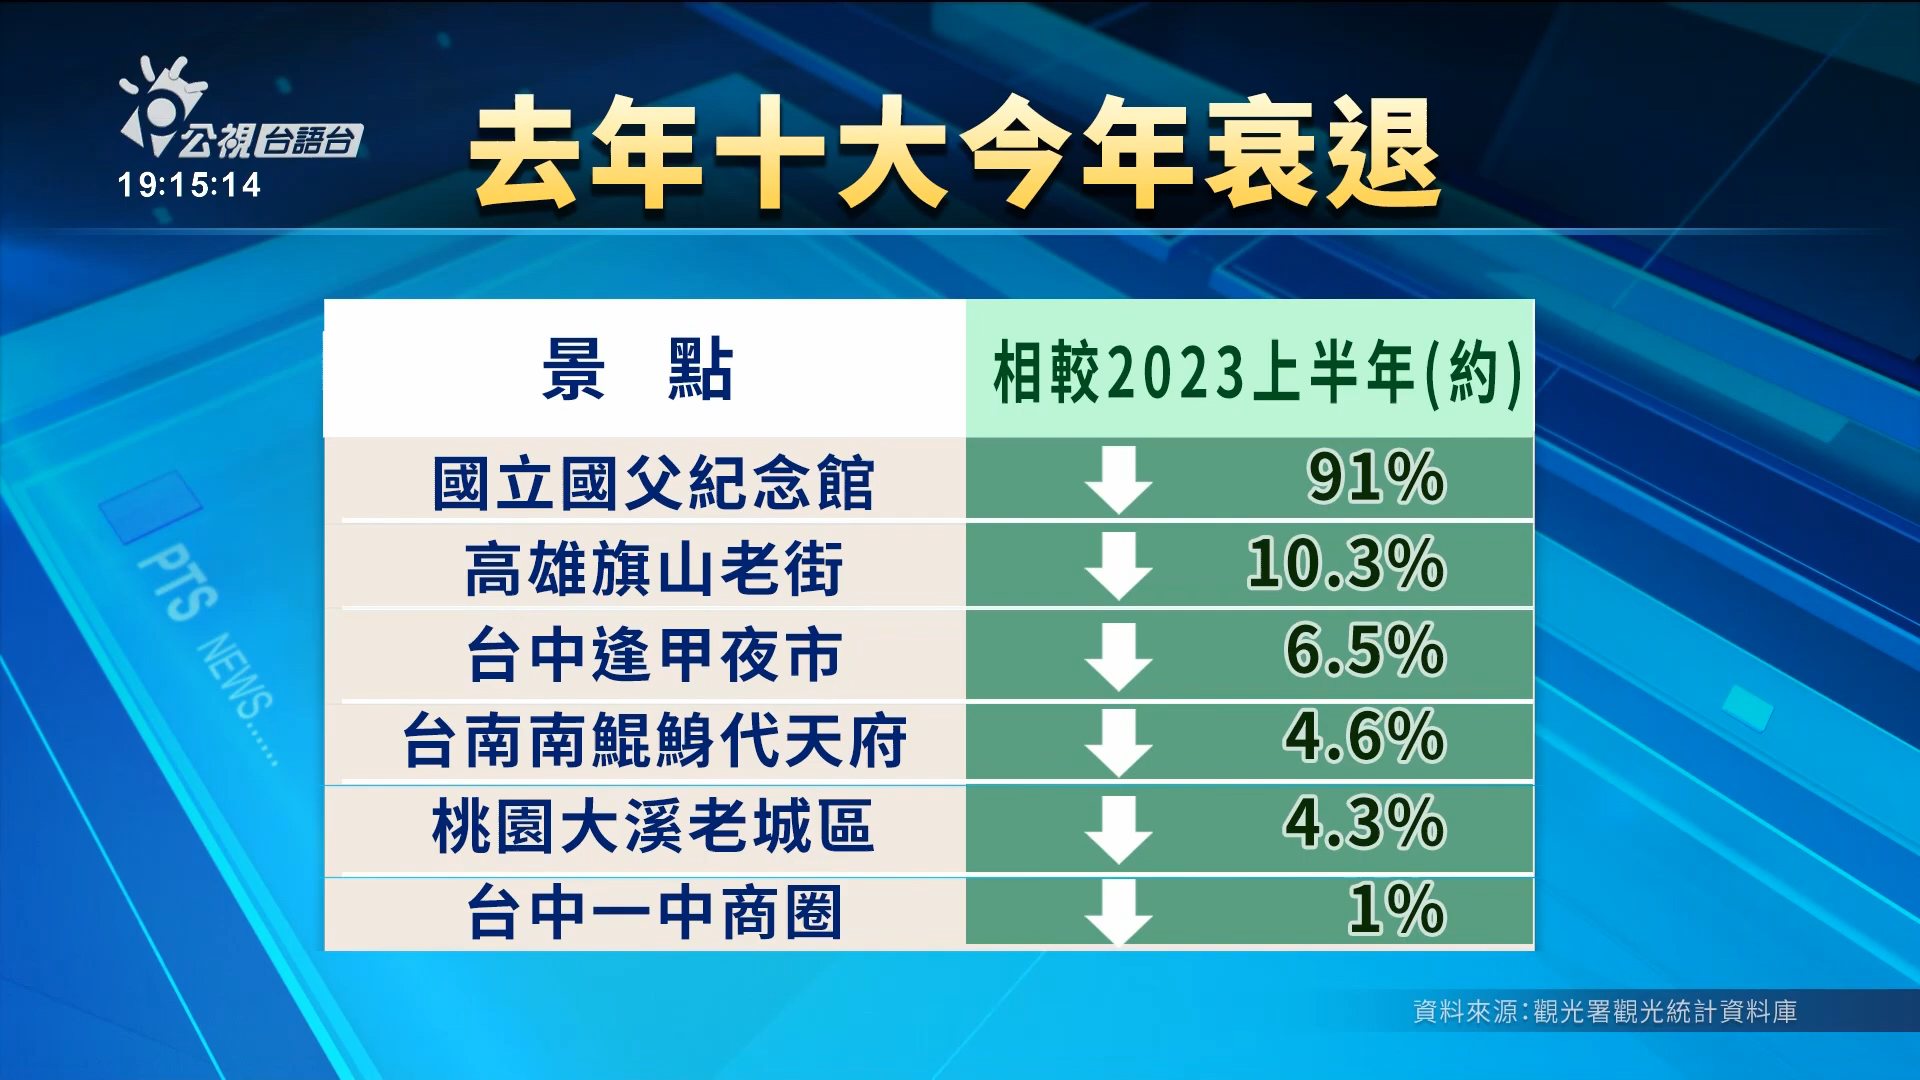 公視台語台
19:15:14
去年十大今年衰退
景點 相較2023上半年(約)
國立國父紀念館 91%
高雄旗山老街 10.3%
台中逢甲夜市 6.5%
台南南鯤鯓代天府 4.6%
桃園大溪老城區 4.3%
台中一中商圈 1%
PTS NEWS.....
資料來源:觀光署觀光統計資料庫